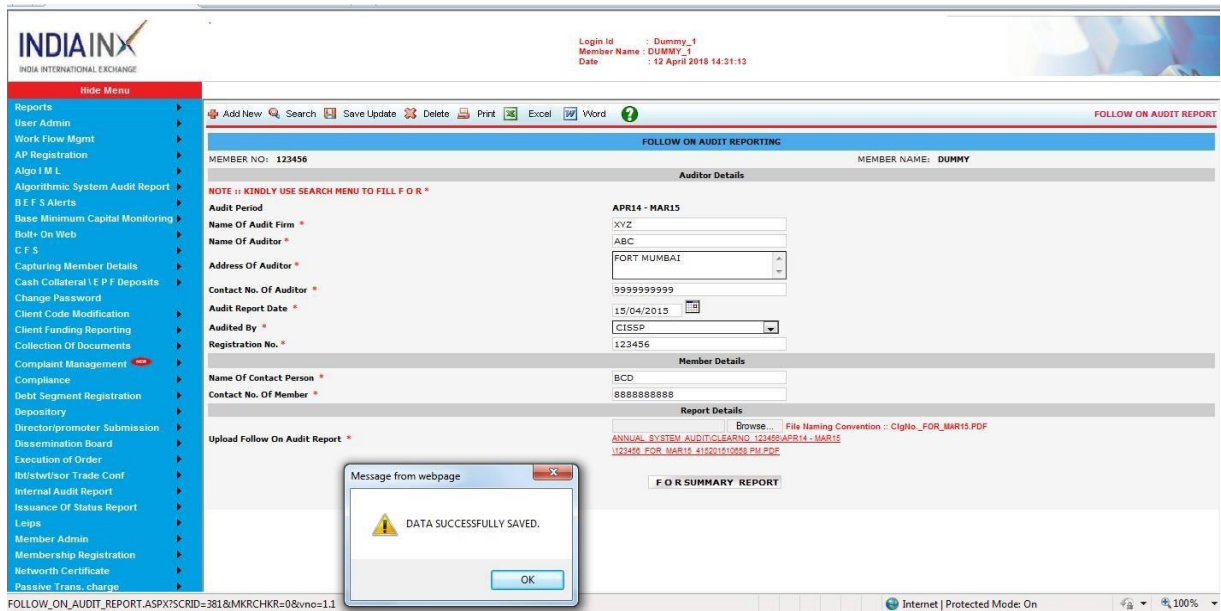 INDIA INX
INDIA INTERNATIONAL EXCHANGE
Login Id : Dummy_1
Member Name : DUMMY_1
Date : 12 April 2018 14:31:13
Hide Menu
Reports
User Admin
Work Flow Mgmt
AP Registration
Algo I M L
Algorithmic System Audit Report
B E F S Alerts
Base Minimum Capital Monitoring
Bolt+ On Web
C F S
Capturing Member Details
Cash Collateral \ E P F Deposits
Change Password
Client Code Modification
Client Funding Reporting
Collection Of Documents
Complaint Management NEW
Compliance
Debt Segment Registration
Depository
Director/promoter Submission
Dissemination Board
Execution of Order
Ibt/stwt/sor Trade Conf
Internal Audit Report
Issuance Of Status Report
Leips
Member Admin
Membership Registration
Networth Certificate
Passive Trans. charge
Add New Search Save Update Delete Print Excel Word ? FOLLOW ON AUDIT REPORT
FOLLOW ON AUDIT REPORTING
MEMBER NO: 123456 MEMBER NAME: DUMMY
Auditor Details
NOTE :: KINDLY USE SEARCH MENU TO FILL F O R *
Audit Period APR14 - MAR15
Name Of Audit Firm * XYZ
Name Of Auditor * ABC
Address Of Auditor * FORT MUMBAI
Contact No. Of Auditor * 9999999999
Audit Report Date * 15/04/2015
Audited By * CISSP
Registration No. * 123456
Member Details
Name Of Contact Person * BCD
Contact No. Of Member * 8888888888
Report Details
Browse... File Naming Convention :: ClgNo._FOR_MAR15.PDF
Upload Follow On Audit Report * ANNUAL_SYSTEM_AUDIT\CLEARNO_123456\APR14 - MAR15
\123456_FOR_MAR15_415201510858 PM.PDF
F O R SUMMARY REPORT
Message from webpage
x
DATA SUCCESSFULLY SAVED.
OK
FOLLOW_ON_AUDIT_REPORT.ASPX?SCRID=381&MKRCHKR=0&vno=1.1 Internet | Protected Mode: On 100%